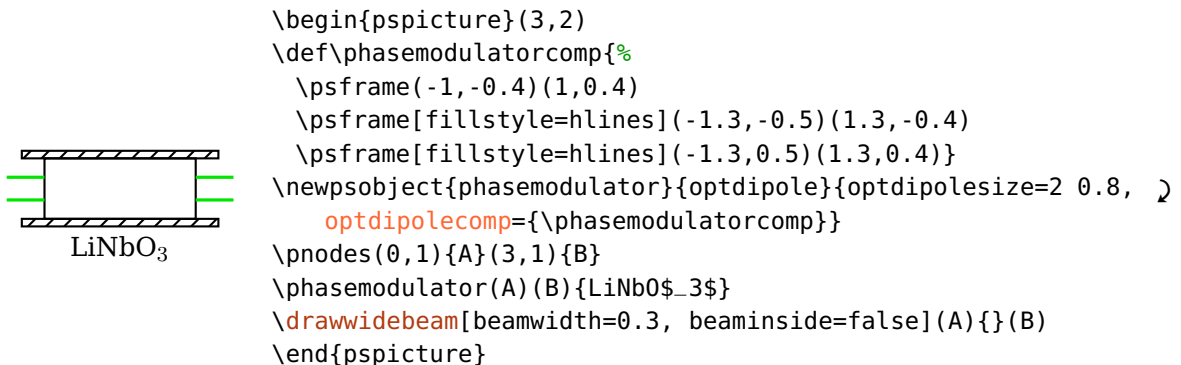 \begin{pspicture}(3,2)
\def\phasemodulatorcomp{%
\psframe(-1,-0.4)(1,0.4)
\psframe[fillstyle=hlines](-1.3,-0.5)(1.3,-0.4)
\psframe[fillstyle=hlines](-1.3,0.5)(1.3,0.4)}
\newpsobject{phasemodulator}{optdipole}{optdipolesize=2 0.8,
optdipolecomp={\phasemodulatorcomp}}
\pnodes(0,1){A}(3,1){B}
\phasemodulator(A)(B){LiNbO$_3$}
\drawwidebeam[beamwidth=0.3, beaminside=false](A){}(B)
\end{pspicture}
LiNbO₃